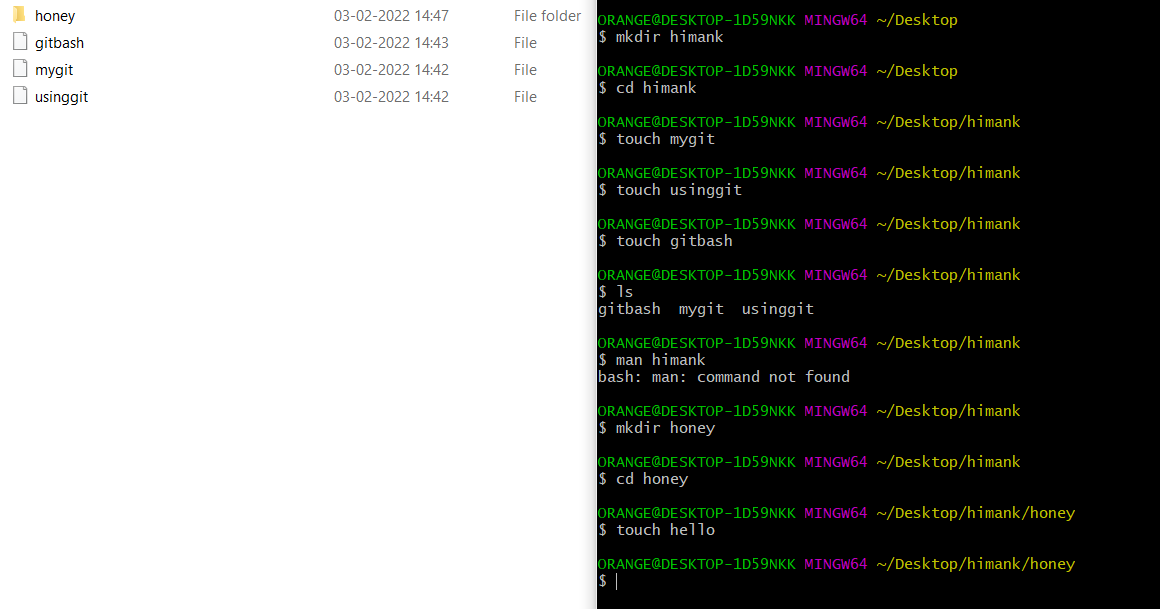 honey 03-02-2022 14:47 File folder
gitbash 03-02-2022 14:43 File
mygit 03-02-2022 14:42 File
usinggit 03-02-2022 14:42 File
ORANGE@DESKTOP-1D59NKK MINGW64 ~/Desktop
$ mkdir himank
ORANGE@DESKTOP-1D59NKK MINGW64 ~/Desktop
$ cd himank
ORANGE@DESKTOP-1D59NKK MINGW64 ~/Desktop/himank
$ touch mygit
ORANGE@DESKTOP-1D59NKK MINGW64 ~/Desktop/himank
$ touch usinggit
ORANGE@DESKTOP-1D59NKK MINGW64 ~/Desktop/himank
$ touch gitbash
ORANGE@DESKTOP-1D59NKK MINGW64 ~/Desktop/himank
$ ls
gitbash  mygit  usinggit
ORANGE@DESKTOP-1D59NKK MINGW64 ~/Desktop/himank
$ man himank
bash: man: command not found
ORANGE@DESKTOP-1D59NKK MINGW64 ~/Desktop/himank
$ mkdir honey
ORANGE@DESKTOP-1D59NKK MINGW64 ~/Desktop/himank
$ cd honey
ORANGE@DESKTOP-1D59NKK MINGW64 ~/Desktop/himank/honey
$ touch hello
ORANGE@DESKTOP-1D59NKK MINGW64 ~/Desktop/himank/honey
$